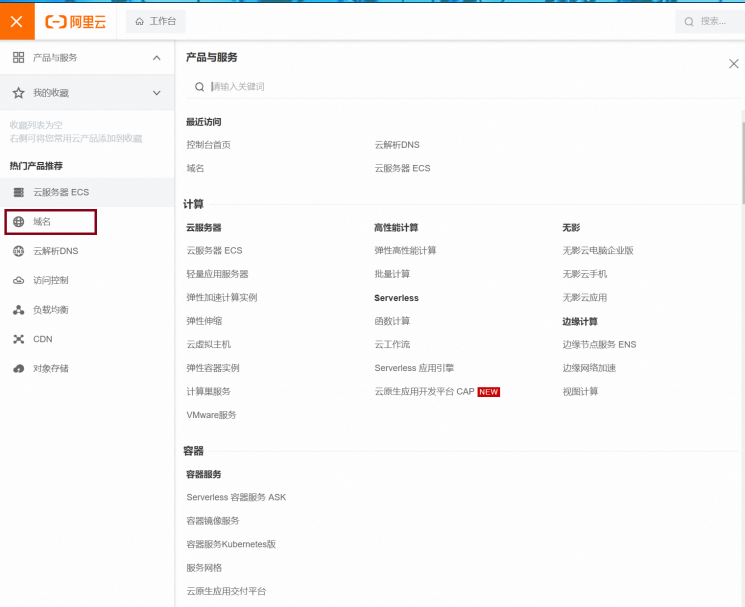 阿里云
工作台
搜索...
产品与服务
我的收藏
收藏列表为空
右侧可将您常用云产品添加到收藏
热门产品推荐
云服务器 ECS
域名
云解析DNS
访问控制
负载均衡
CDN
对象存储
产品与服务
请输入关键词
最近访问
控制台首页
云解析DNS
域名
云服务器 ECS
计算
云服务器
云服务器 ECS
轻量应用服务器
弹性加速计算实例
弹性伸缩
云虚拟主机
弹性容器实例
计算巢服务
VMware服务
高性能计算
弹性高性能计算
批量计算
Serverless
函数计算
云工作流
Serverless 应用引擎
云原生应用开发平台 CAP NEW
无影
无影云电脑企业版
无影云手机
无影云应用
边缘计算
边缘节点服务 ENS
边缘网络加速
视图计算
容器
容器服务
Serverless 容器服务 ASK
容器镜像服务
容器服务Kubernetes版
服务网格
云原生应用交付平台